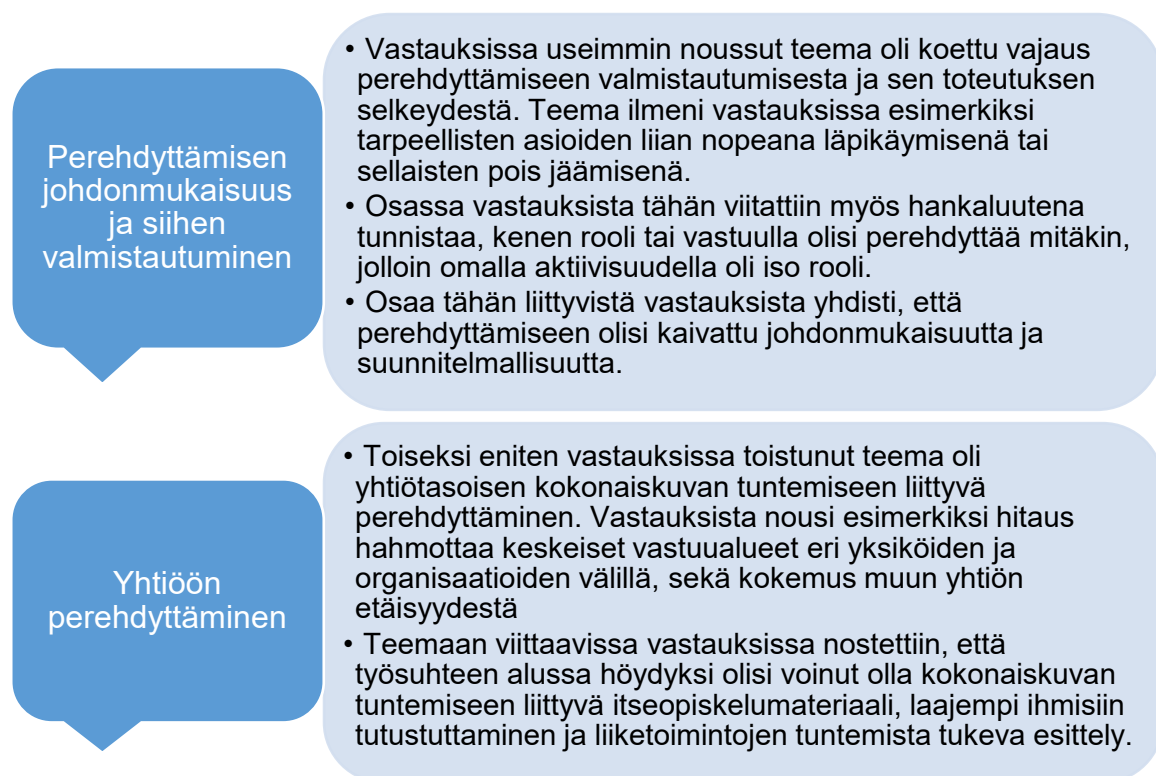 Perehdyttämisen
johdonmukaisuus
ja siihen
valmistautuminen
• Vastauksissa useimmin noussut teema oli koettu vajaus
perehdyttämiseen valmistautumisesta ja sen toteutuksen
selkeydestä. Teema ilmeni vastauksissa esimerkiksi
tarpeellisten asioiden liian nopeana läpikäymisenä tai
sellaisten pois jäämisenä.
• Osassa vastauksista tähän viitattiin myös hankaluutena
tunnistaa, kenen rooli tai vastuulla olisi perehdyttää mitäkin,
jolloin omalla aktiivisuudella oli iso rooli.
• Osaa tähän liittyvistä vastauksista yhdisti, että
perehdyttämiseen olisi kaivattu johdonmukaisuutta ja
suunnitelmallisuutta.
Yhtiöön
perehdyttäminen
• Toiseksi eniten vastauksissa toistunut teema oli
yhtiötasoisen kokonaiskuvan tuntemiseen liittyvä
perehdyttäminen. Vastauksista nousi esimerkiksi hitaus
hahmottaa keskeiset vastuualueet eri yksiköiden ja
organisaatioiden välillä, sekä kokemus muun yhtiön
etäisyydestä
• Teemaan viittaavissa vastauksissa nostettiin, että
työsuhteen alussa höydyksi olisi voinut olla kokonaiskuvan
tuntemiseen liittyvä itseopiskelumateriaali, laajempi ihmisiin
tutustuttaminen ja liiketoimintojen tuntemista tukeva esittely.